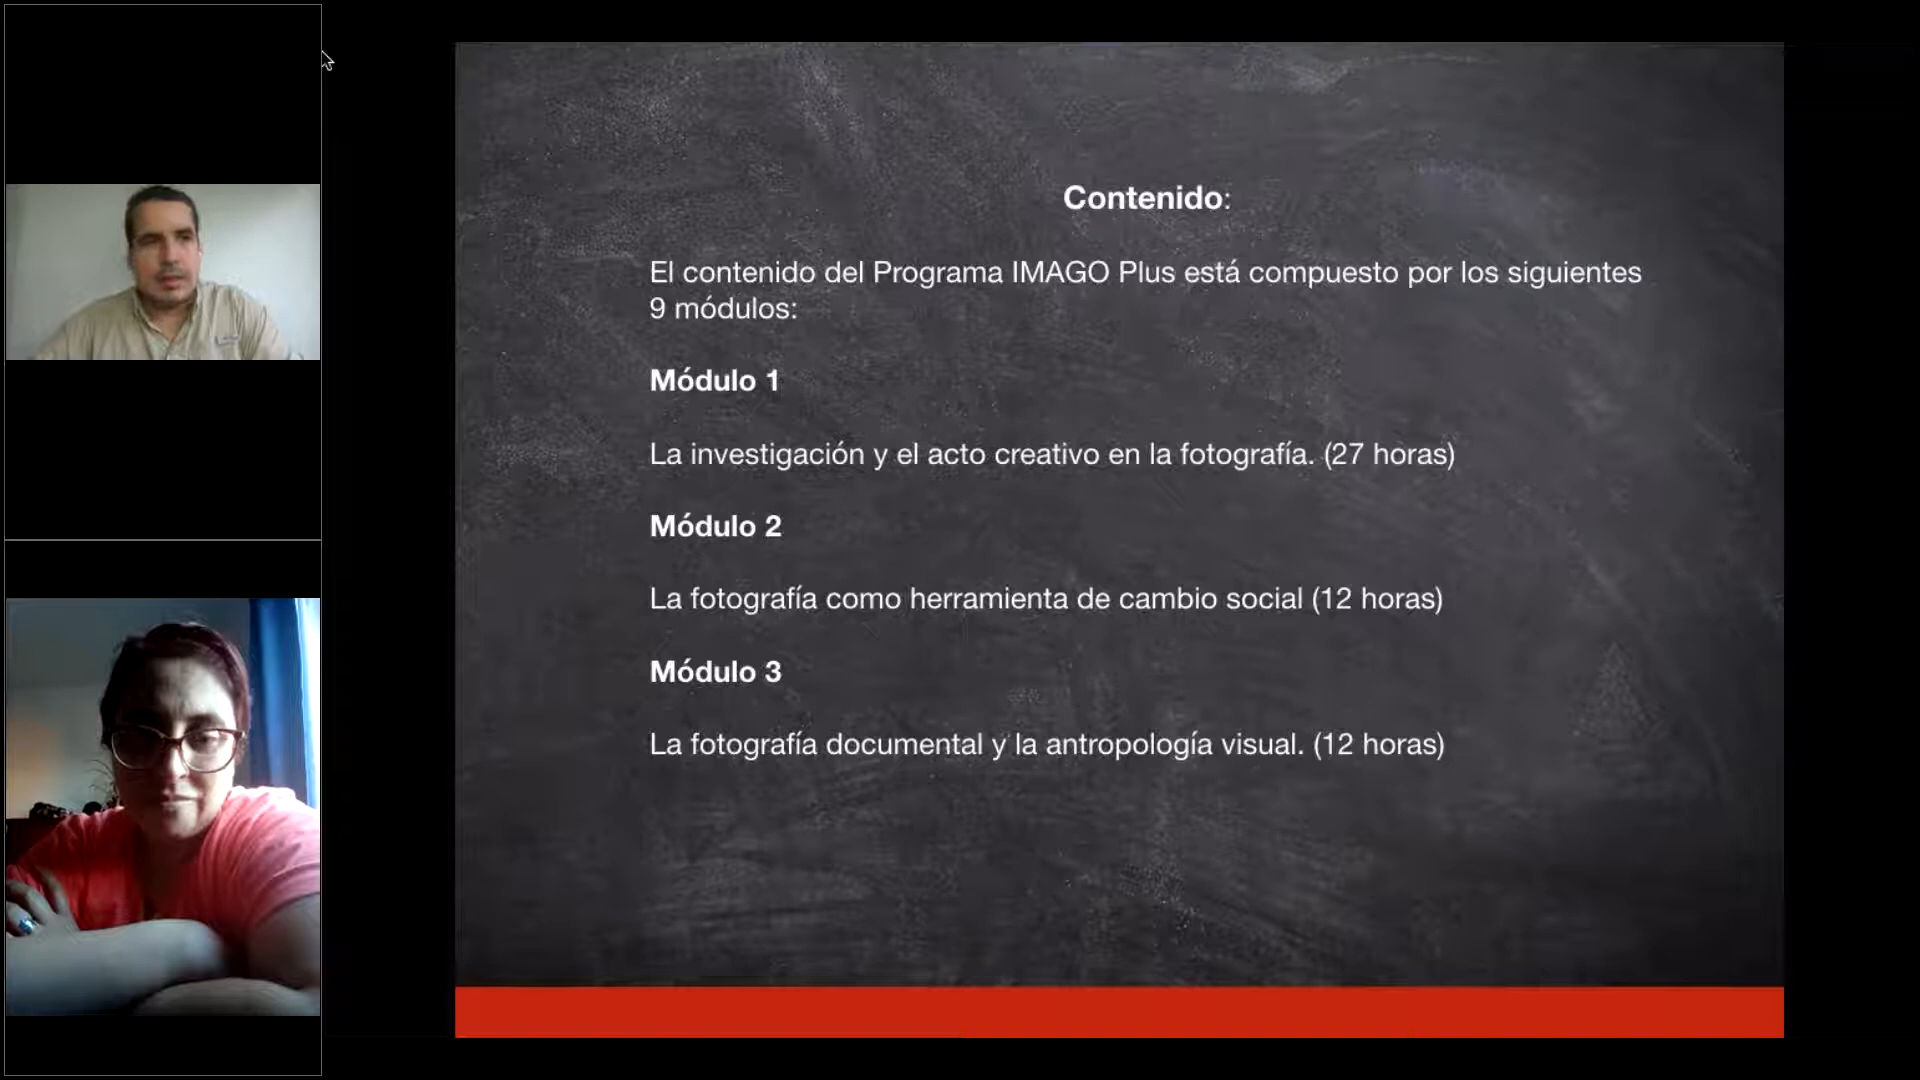 Contenido:
El contenido del Programa IMAGO Plus está compuesto por los siguientes
9 módulos:
Módulo 1
La investigación y el acto creativo en la fotografía. (27 horas)
Módulo 2
La fotografía como herramienta de cambio social (12 horas)
Módulo 3
La fotografía documental y la antropología visual. (12 horas)